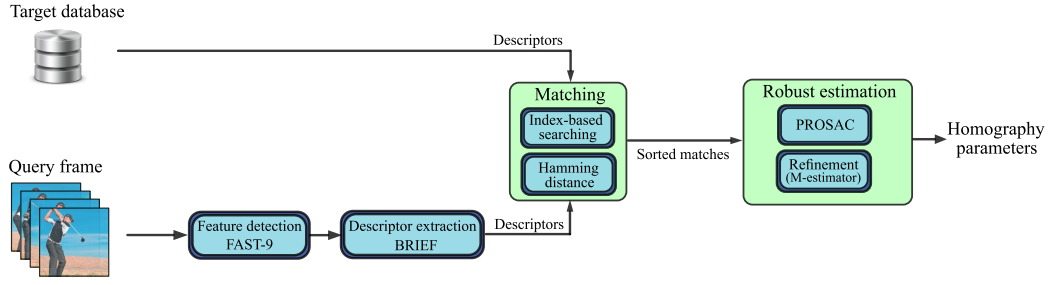 Target database
Descriptors
Matching
Index-based
searching
Hamming
distance
Sorted matches
Robust estimation
PROSAC
Refinement
(M-estimator)
Homography
parameters
Query frame
Feature detection
FAST-9
Descriptor extraction
BRIEF
Descriptors